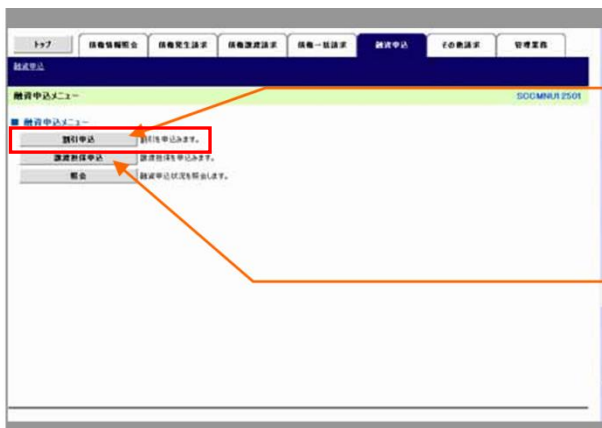 トップ 債権情報照会 債権発生請求 債権譲渡請求 債権一括請求 融資申込 その他請求 管理業務
融資申込
融資申込メニュー SCCMNU12501
■ 融資申込メニュー
割引申込 割引を申込みます。
譲渡担保申込 譲渡担保を申込みます。
照会 融資申込状況を照会します。